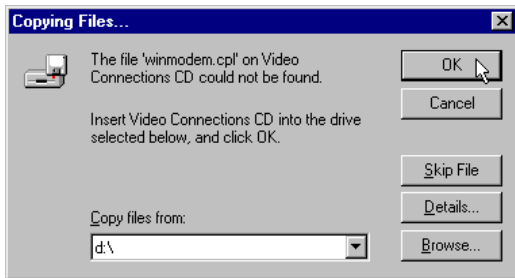 Copying Files...
The file 'winmodem.cpl' on Video
Connections CD could not be found.
Insert Video Connections CD into the drive
selected below, and click OK.
Copy files from:
d:\
OK
Cancel
Skip File
Details...
Browse...